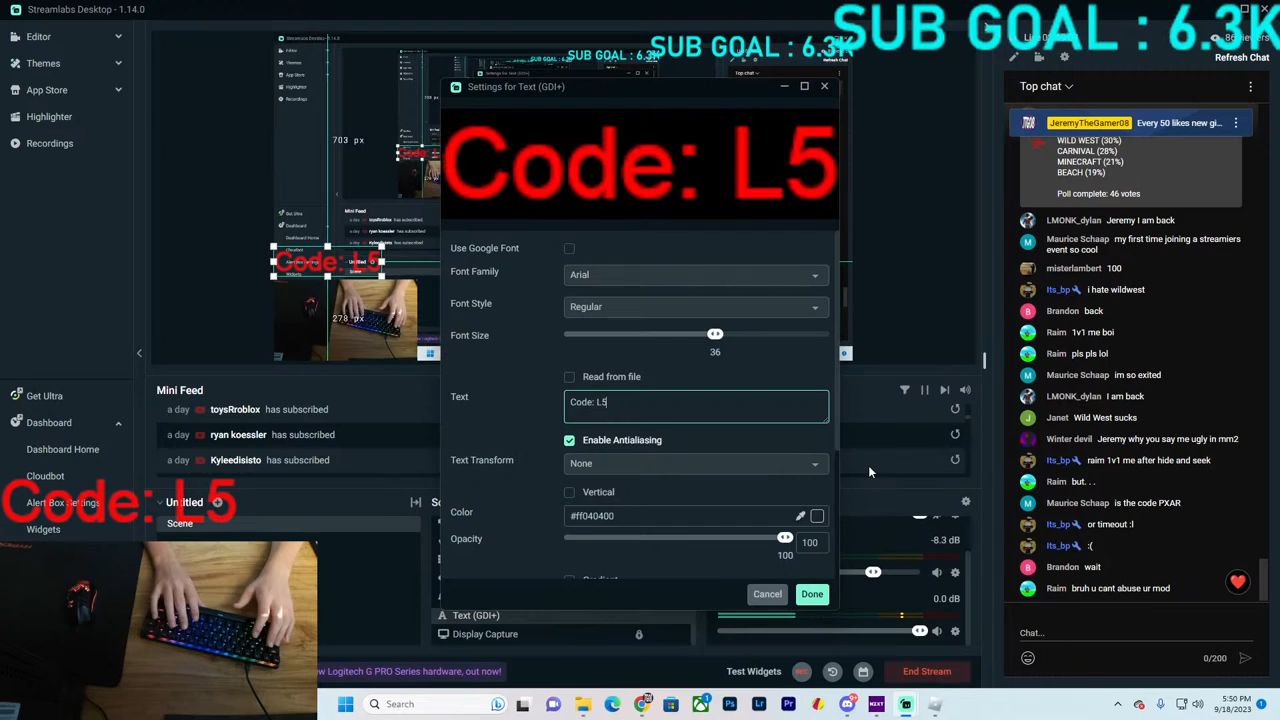 Streamlabs Desktop - 1.14.0
SUB GOAL : 6.3K
SUB GOAL : 6.3K
SUB GOAL : 6.3K
Editor
Themes
App Store
Highlighter
Recordings
703 px
278 px
Settings for Text (GDI+)
Code: L5
Use Google Font
Font Family
Arial
Font Style
Regular
Font Size
36
Read from file
Text
Code: L5
Enable Antialiasing
Text Transform
None
Vertical
Color
#ff040400
Opacity
100
100
Cancel
Done
Code: L5
Mini Feed
a day toysRroblox has subscribed
a day ryan koessler has subscribed
a day Kyleedisisto has subscribed
Get Ultra
Dashboard
Dashboard Home
Cloudbot
Alert Box Settings
Widgets
Code: L5
Untitled
Scene
Text (GDI+)
Display Capture
-8.3 dB
0.0 dB
Logitech G PRO Series hardware, out now!
Test Widgets
REC
End Stream
Refresh Chat
Top chat
JeremyTheGamer08 Every 50 likes new gi...
WILD WEST (30%)
CARNIVAL (28%)
MINECRAFT (21%)
BEACH (19%)
Poll complete: 46 votes
LMONK_dylan Jeremy I am back
Maurice Schaap my first time joining a streamers
event so cool
misterlambert 100
Its_bp i hate wildwest
Brandon back
Raim 1v1 me boi
Raim pls pls lol
Maurice Schaap im so exited
LMONK_dylan I am back
Janet Wild West sucks
Winter devil Jeremy why you say me ugly in mm2
Its_bp raim 1v1 me after hide and seek
Raim but. . .
Maurice Schaap is the code PXAR
Its_bp or timeout :l
Its_bp :(
Brandon wait
Raim bruh u cant abuse ur mod
Chat...
0/200
Search
5:50 PM
9/18/2023